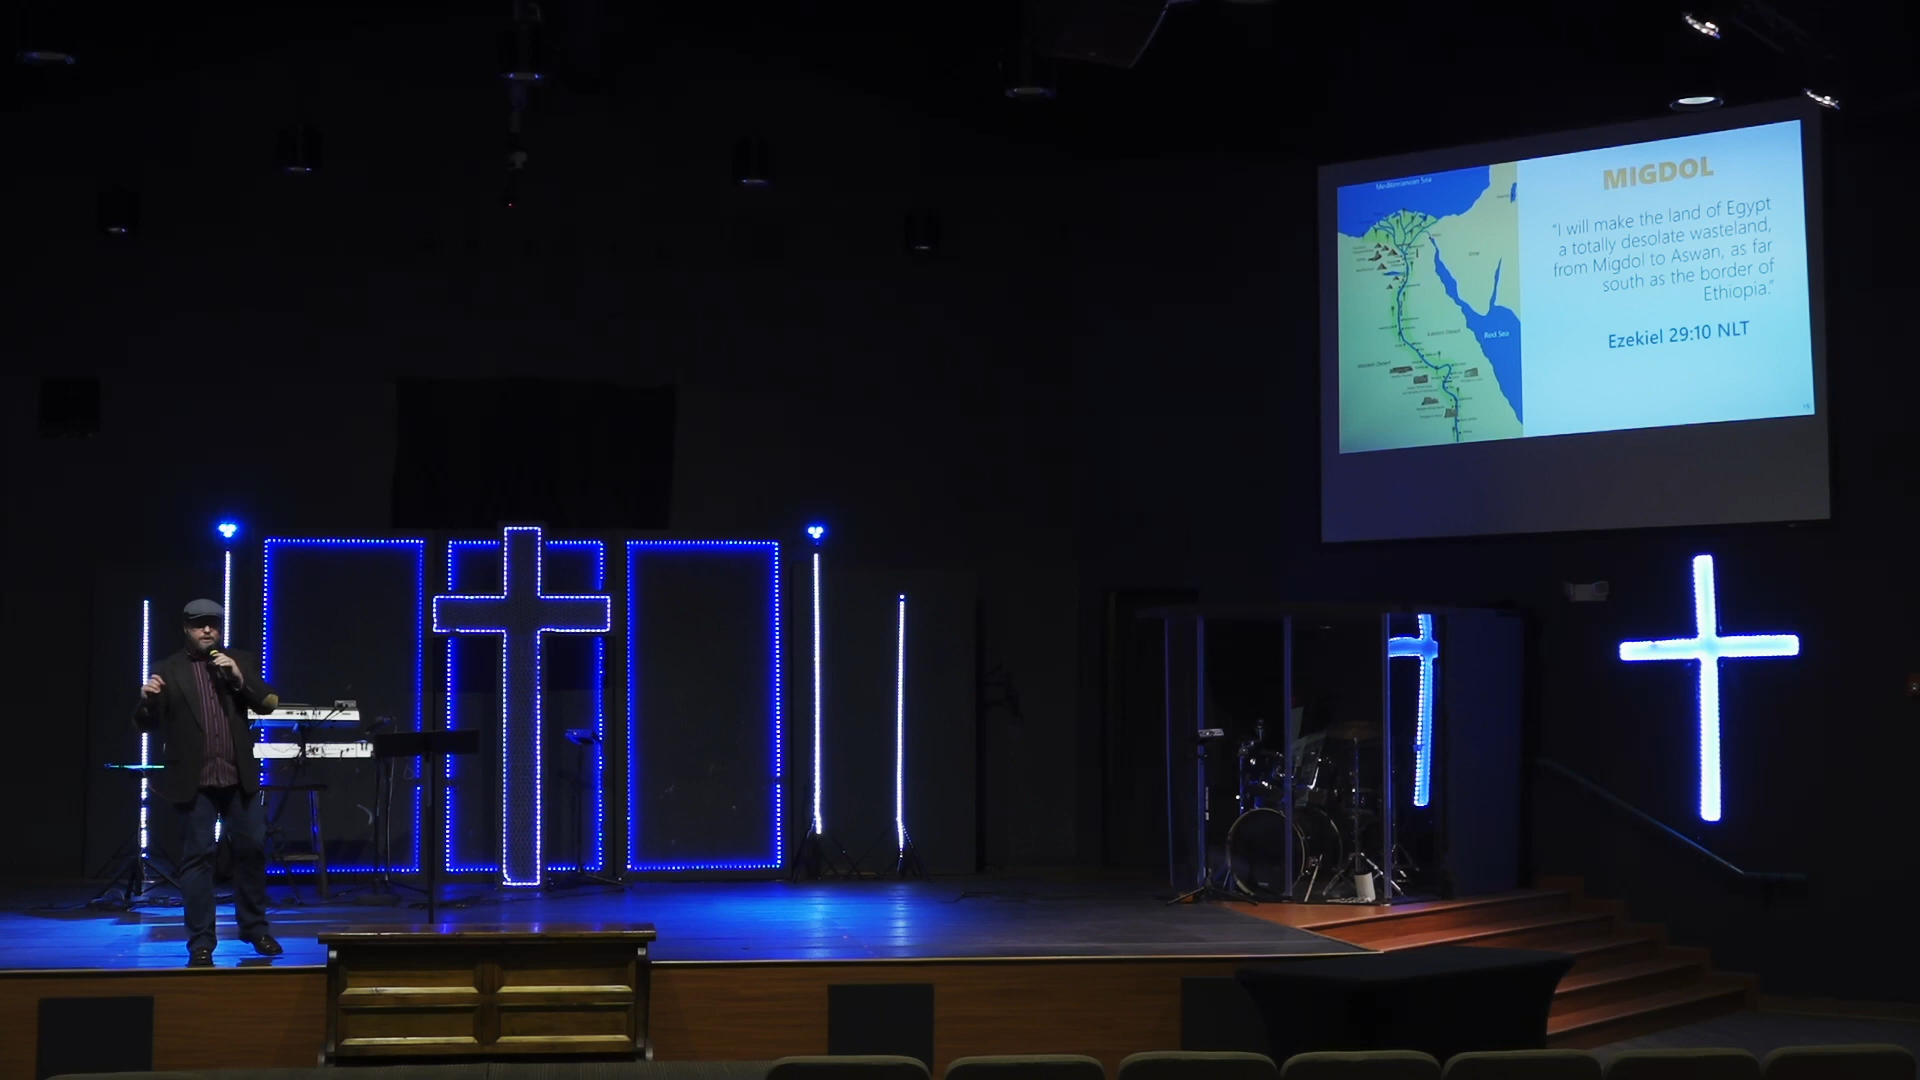 Mediterranean Sea
MIGDOL
"I will make the land of Egypt
a totally desolate wasteland,
from Migdol to Aswan, as far
south as the border of
Ethiopia."
Red Sea
Ezekiel 29:10 NLT